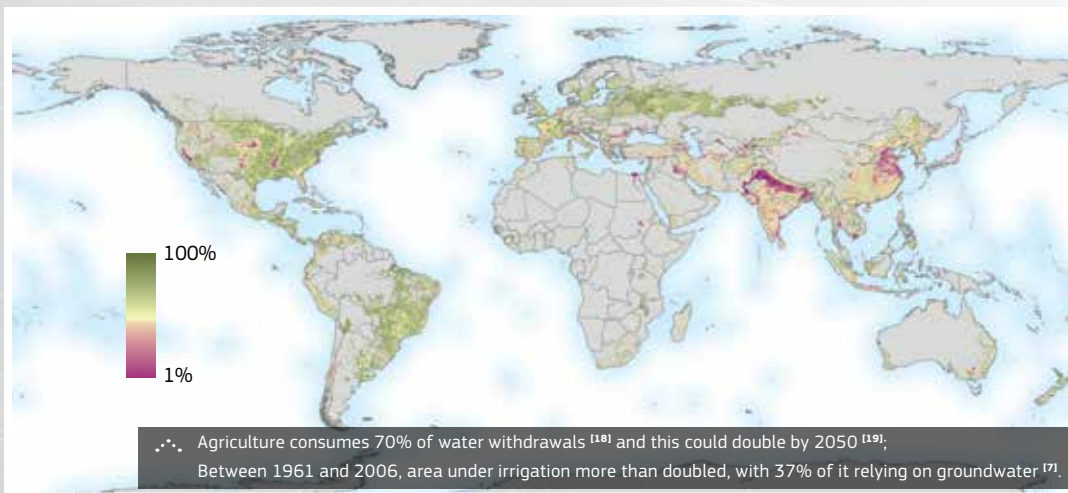 100%
1%
Agriculture consumes 70% of water withdrawals [18] and this could double by 2050 [19];
Between 1961 and 2006, area under irrigation more than doubled, with 37% of it relying on groundwater [7].